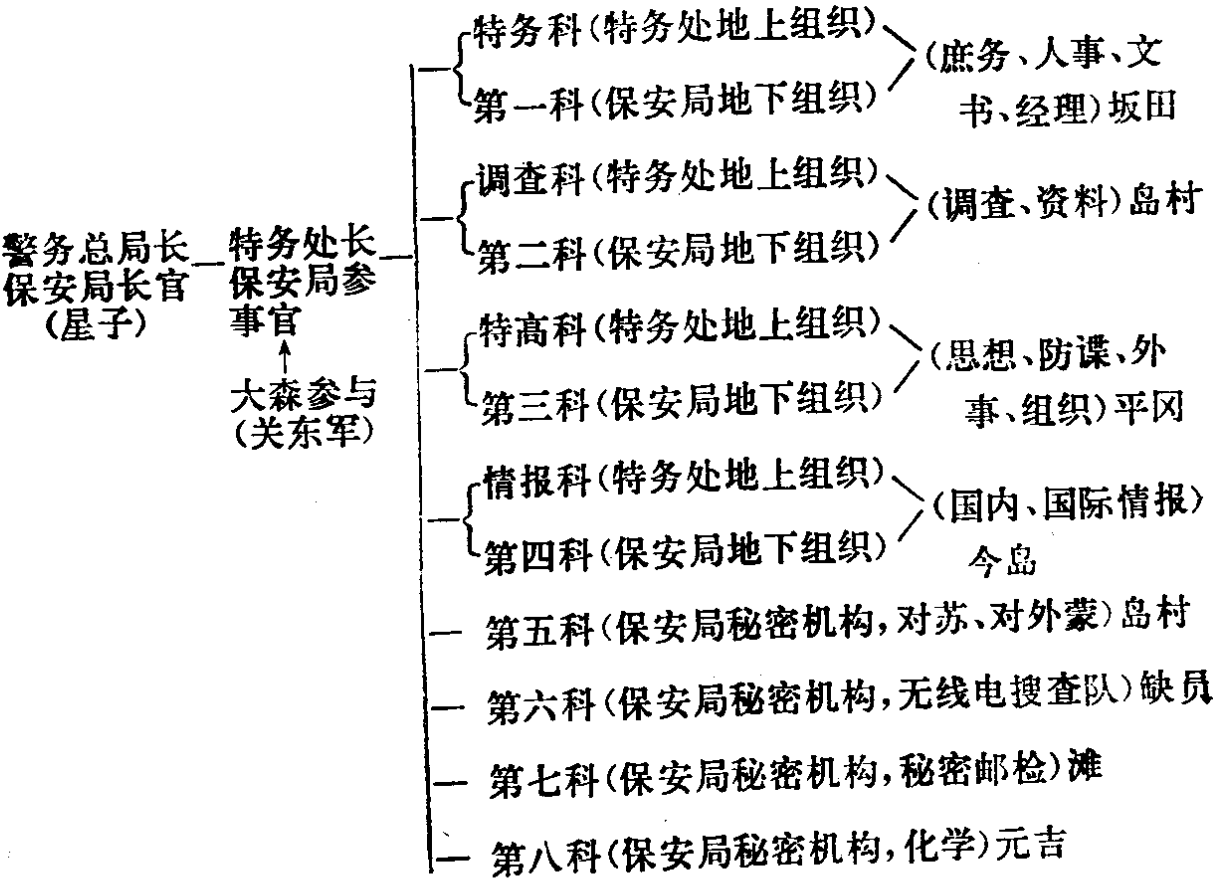 警务总局长
保安局长官
(星子)
特务处长
保安局参
事官
大森参与
(关东军)
特务科(特务处地上组织)
第一科(保安局地下组织)
(庶务、人事、文
书、经理)坂田
调查科(特务处地上组织)
第二科(保安局地下组织)
(调查、资料)岛村
特高科(特务处地上组织)
第三科(保安局地下组织)
(思想、防谍、外
事、组织)平冈
情报科(特务处地上组织)
第四科(保安局地下组织)
(国内、国际情报)
今岛
第五科(保安局秘密机构,对苏、对外蒙)岛村
第六科(保安局秘密机构,无线电搜查队)缺员
第七科(保安局秘密机构,秘密邮检)滩
第八科(保安局秘密机构,化学)元吉